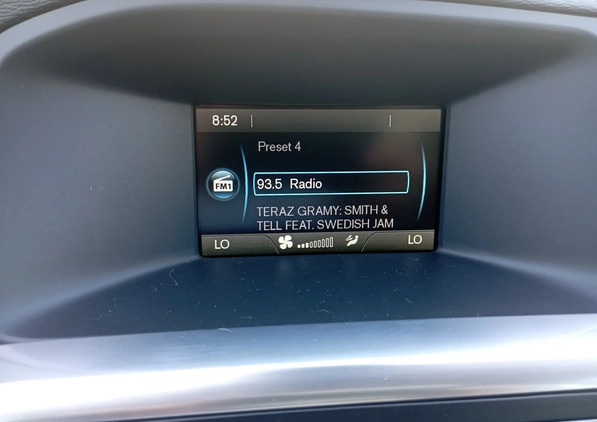 8:52
Preset 4
FM1
93.5 Radio
TERAZ GRAMY: SMITH &
TELL FEAT. SWEDISH JAM
LO
LO